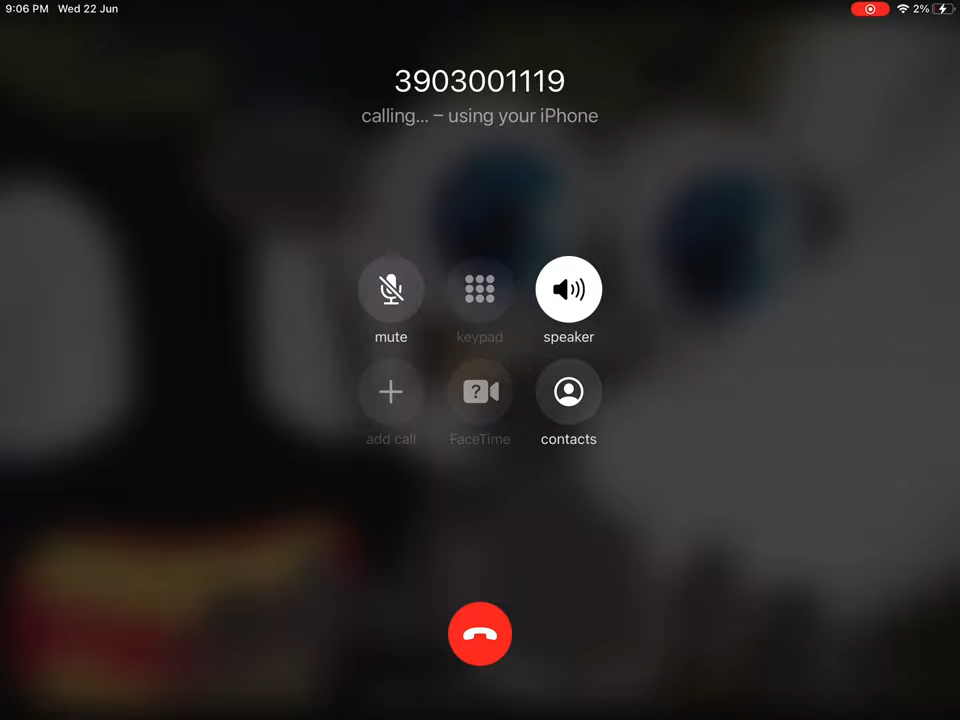 9:06 PM Wed 22 Jun
2%
3903001119
calling... – using your iPhone
mute
keypad
speaker
?
add call
FaceTime
contacts